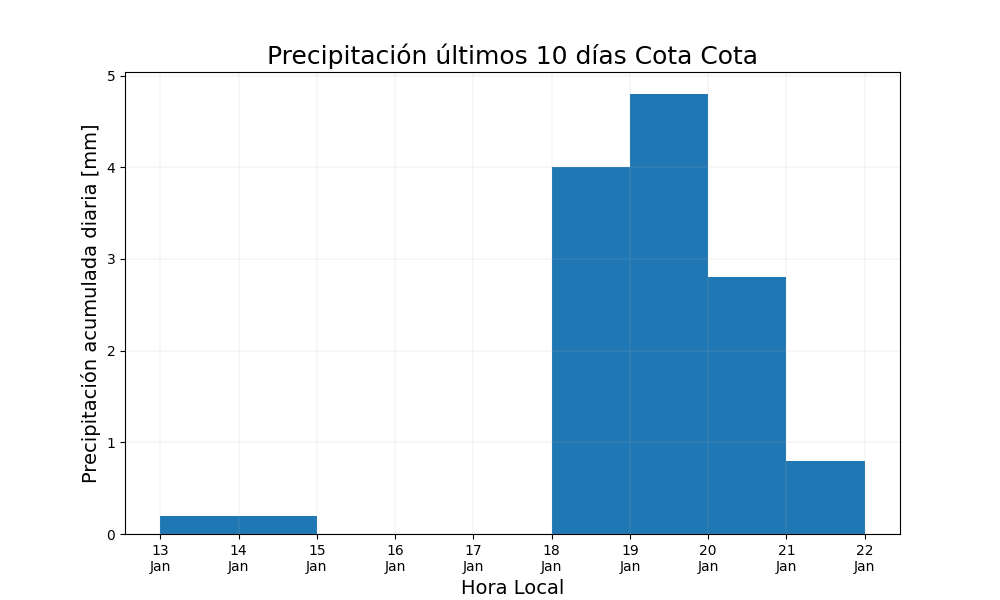 Precipitación últimos 10 días Cota Cota
Precipitación acumulada diaria [mm]
5
4
3
2
1
0
13 14 15 16 17 18 19 20 21 22
Jan Jan Jan Jan Jan Jan Jan Jan Jan Jan
Hora Local